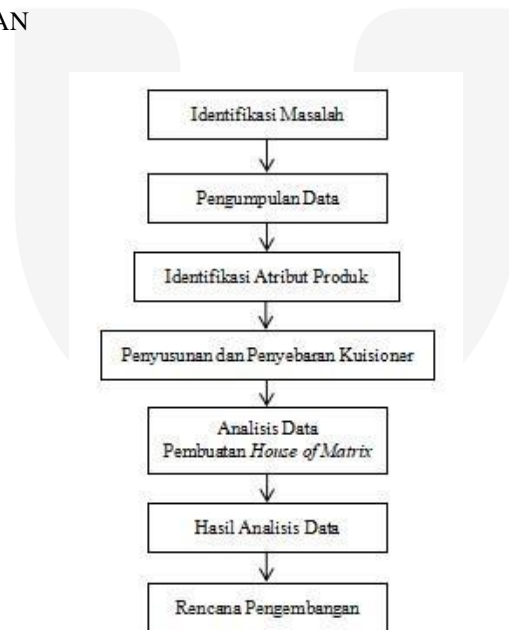 AN
Identifikasi Masalah
Pengumpulan Data
Identifikasi Atribut Produk
Penyusunan dan Penyebaran Kuisioner
Analisis Data
Pembuatan House of Matrix
Hasil Analisis Data
Rencana Pengembangan